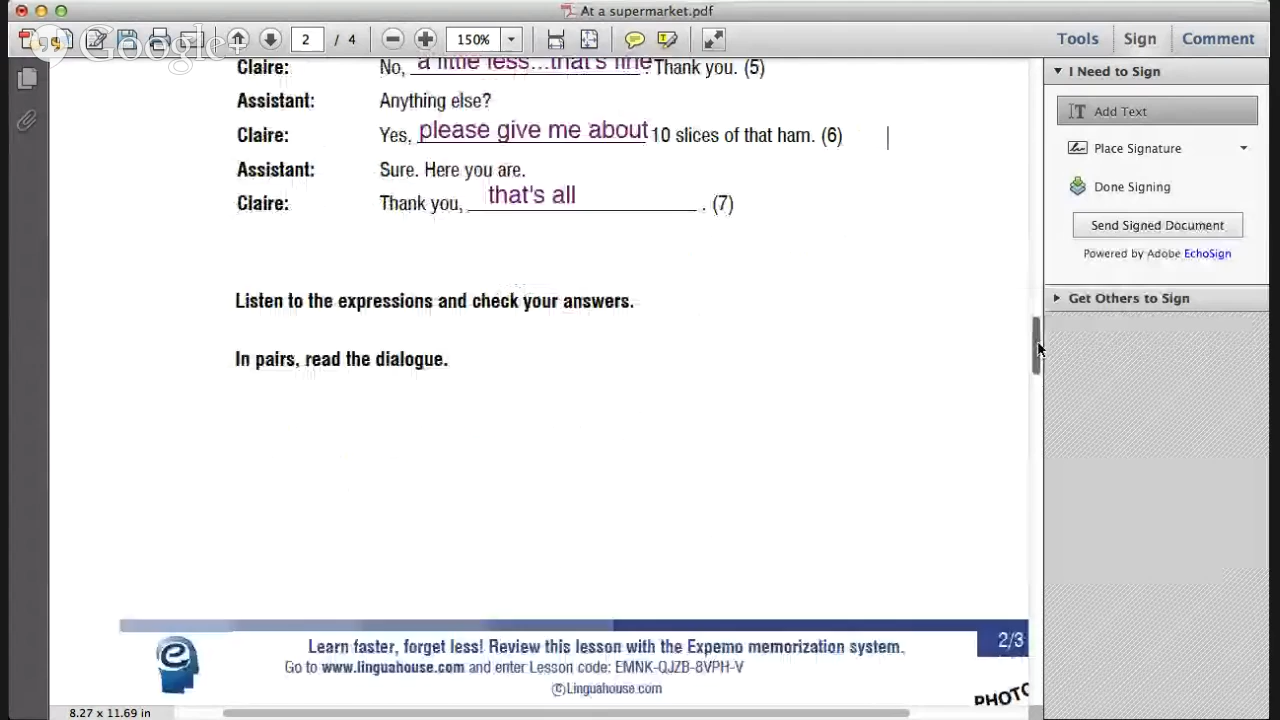 At a supermarket.pdf
Google+
2 / 4
150%
Tools Sign Comment
Claire: No, a little less...that's fine. Thank you. (5)
Assistant: Anything else?
Claire: Yes, please give me about 10 slices of that ham. (6)
Assistant: Sure. Here you are.
Claire: Thank you, that's all . (7)
Listen to the expressions and check your answers.
In pairs, read the dialogue.
Learn faster, forget less! Review this lesson with the Expemo memorization system.
2/3
Go to www.linguahouse.com and enter Lesson code: EMNK-QJZB-8VPH-V
©Linguahouse.com
8.27 x 11.69 in
I Need to Sign
Add Text
Place Signature
Done Signing
Send Signed Document
Powered by Adobe EchoSign
Get Others to Sign